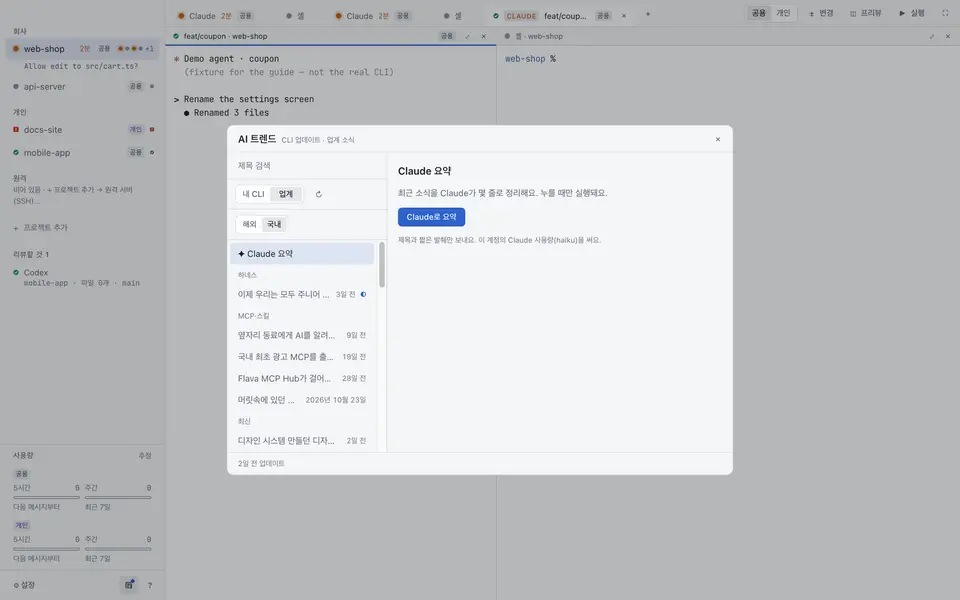 회사
web-shop 2분 공용 +1
Allow edit to src/cart.ts?
api-server 공용
개인
docs-site 개인
mobile-app 공용
원격
비어 있음 · + 프로젝트 추가 → 원격 서버 (SSH)…
+ 프로젝트 추가
리뷰할 것 1
Codex
mobile-app · 파일 0개 · main
사용량 추정
공용
5시간 0 주간 0
다음 메시지부터 최근 7일
개인
5시간 0 주간 0
다음 메시지부터 최근 7일
설정 ?
Claude 2분 공용 셸 Claude 2분 공용 셸 CLAUDE feat/coup… 공용 × +
공용 개인 변경 프리뷰 실행
feat/coupon · web-shop 공용 ×
셸 · web-shop ×
* Demo agent · coupon
(fixture for the guide — not the real CLI)
> Rename the settings screen
● Renamed 3 files
web-shop %
AI 트렌드 CLI 업데이트 · 업계 소식 ×
제목 검색
내 CLI 업계
해외 국내
✦ Claude 요약
하네스
이제 우리는 모두 주니어 … 3일 전
MCP·스킬
옆자리 동료에게 AI를 알려… 9일 전
국내 최초 광고 MCP를 출… 19일 전
Flava MCP Hub가 걸어… 28일 전
머릿속에 있던 … 2026년 10월 23일
최신
디자인 시스템 만들던 디자… 2일 전
2일 전 업데이트
Claude 요약
최근 소식을 Claude가 몇 줄로 정리해요. 누를 때만 실행돼요.
Claude로 요약
제목과 짧은 발췌만 보내요. 이 계정의 Claude 사용량(haiku)을 써요.